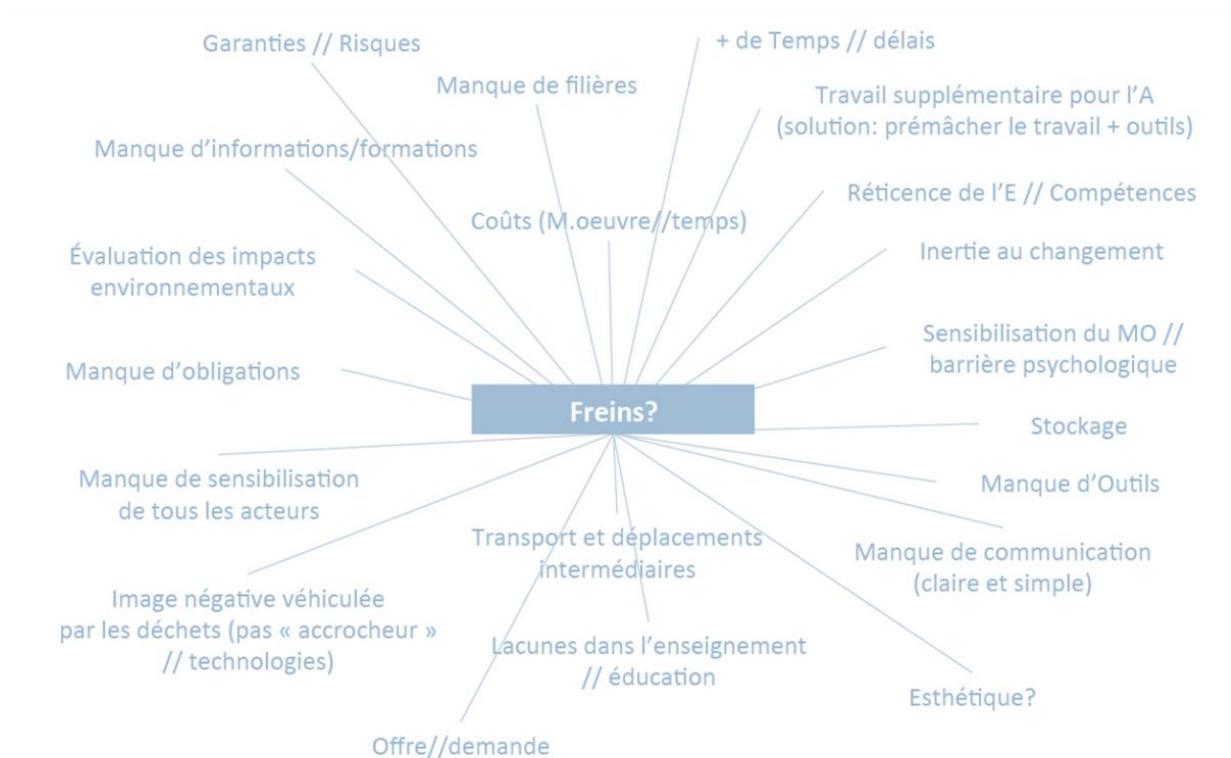 Garanties // Risques
+ de Temps // délais
Manque de filières
Travail supplémentaire pour l'A
(solution: prémâcher le travail + outils)
Manque d'informations/formations
Réticence de l'E // Compétences
Coûts (M.oeuvre//temps)
Évaluation des impacts
environnementaux
Inertie au changement
Sensibilisation du MO //
barrière psychologique
Manque d'obligations
Freins?
Stockage
Manque de sensibilisation
de tous les acteurs
Manque d'Outils
Transport et déplacements
intermédiaires
Manque de communication
(claire et simple)
Image négative véhiculée
par les déchets (pas « accrocheur »
// technologies)
Lacunes dans l'enseignement
// éducation
Esthétique?
Offre//demande